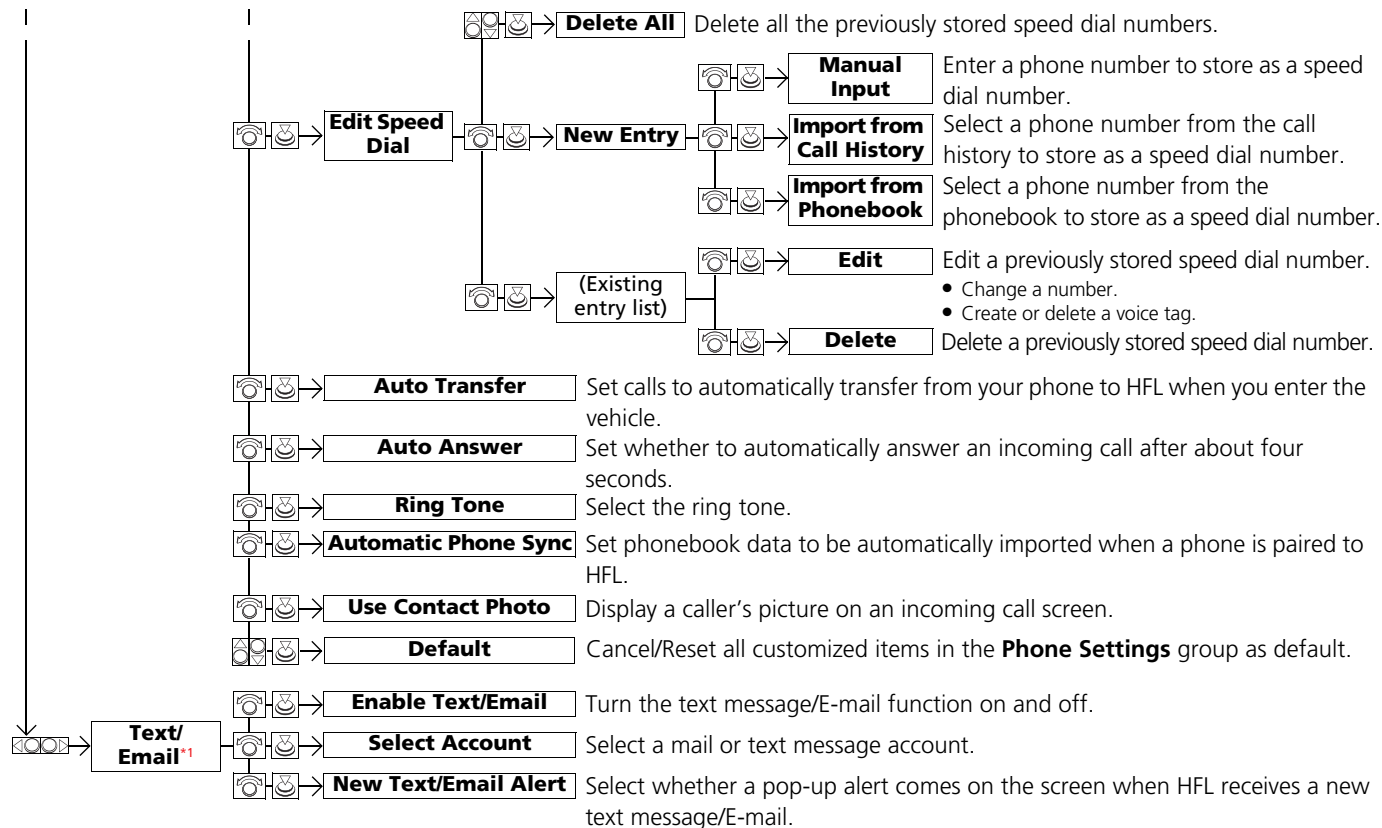 Delete All Delete all the previously stored speed dial numbers.
Manual Input Enter a phone number to store as a speed dial number.
Edit Speed Dial New Entry Import from Call History Select a phone number from the call history to store as a speed dial number.
Import from Phonebook Select a phone number from the phonebook to store as a speed dial number.
(Existing entry list) Edit Edit a previously stored speed dial number.
• Change a number.
• Create or delete a voice tag.
Delete Delete a previously stored speed dial number.
Auto Transfer Set calls to automatically transfer from your phone to HFL when you enter the
vehicle.
Auto Answer Set whether to automatically answer an incoming call after about four
seconds.
Ring Tone Select the ring tone.
Automatic Phone Sync Set phonebook data to be automatically imported when a phone is paired to
HFL.
Use Contact Photo Display a caller's picture on an incoming call screen.
Default Cancel/Reset all customized items in the Phone Settings group as default.
Text/ Email*1 Enable Text/Email Turn the text message/E-mail function on and off.
Select Account Select a mail or text message account.
New Text/Email Alert Select whether a pop-up alert comes on the screen when HFL receives a new
text message/E-mail.